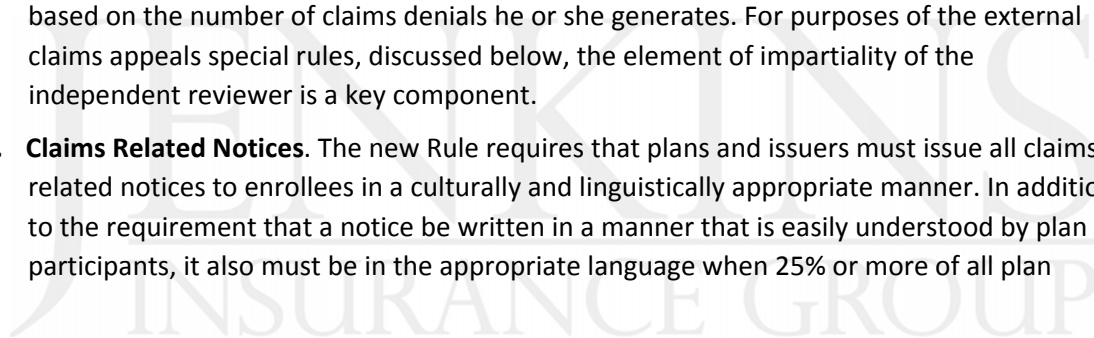 based on the number of claims denials he or she generates. For purposes of the external
claims appeals special rules, discussed below, the element of impartiality of the
independent reviewer is a key component.
. Claims Related Notices. The new Rule requires that plans and issuers must issue all claims
related notices to enrollees in a culturally and linguistically appropriate manner. In additio
to the requirement that a notice be written in a manner that is easily understood by plan
participants, it also must be in the appropriate language when 25% or more of all plan
JENKINS
INSURANCE GROUP